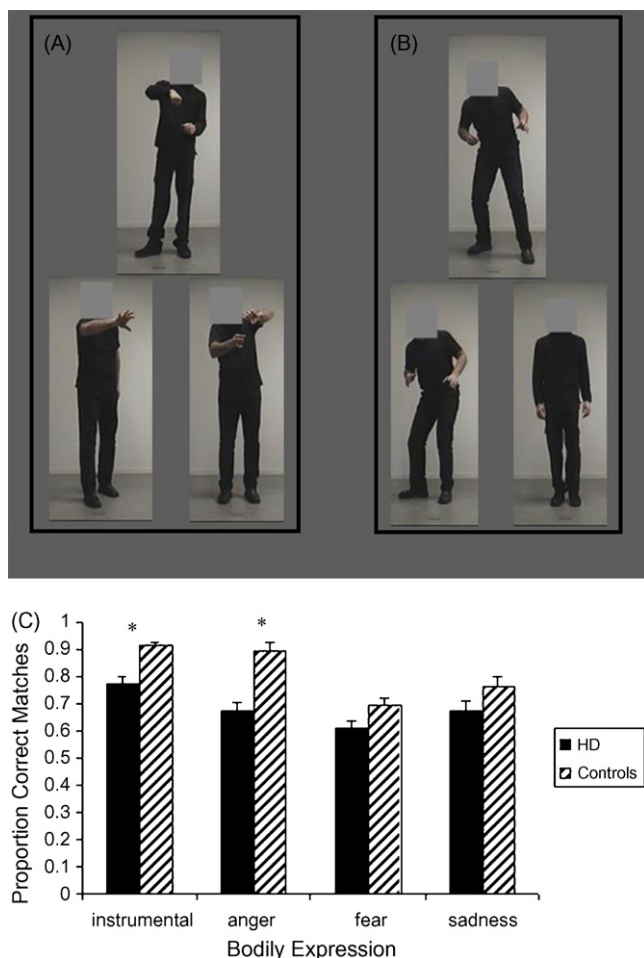 (A)
(B)
(C)
Proportion Correct Matches
1
0.9
0.8
0.7
0.6
0.5
0.4
0.3
0.2
0.1
0
*
*
HD
Controls
instrumental anger fear sadness
Bodily Expression